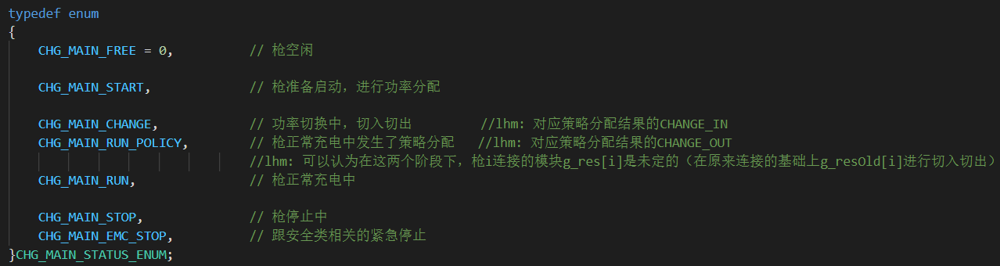 typedef enum
{
CHG_MAIN_FREE = 0, // 枪空闲
CHG_MAIN_START, // 枪准备启动，进行功率分配
CHG_MAIN_CHANGE, // 功率切换中，切入切出 //lhm: 对应策略分配结果的CHANGE_IN
CHG_MAIN_RUN_POLICY, // 枪正常充电中发生了策略分配 //lhm: 对应策略分配结果的CHANGE_OUT
//lhm: 可以认为在这两个阶段下，枪i连接的模块g_res[i]是未定的（在原来连接的基础上g_resOld[i]进行切入切出）
CHG_MAIN_RUN, // 枪正常充电中
CHG_MAIN_STOP, // 枪停止中
CHG_MAIN_EMC_STOP, // 跟安全类相关的紧急停止
}CHG_MAIN_STATUS_ENUM;